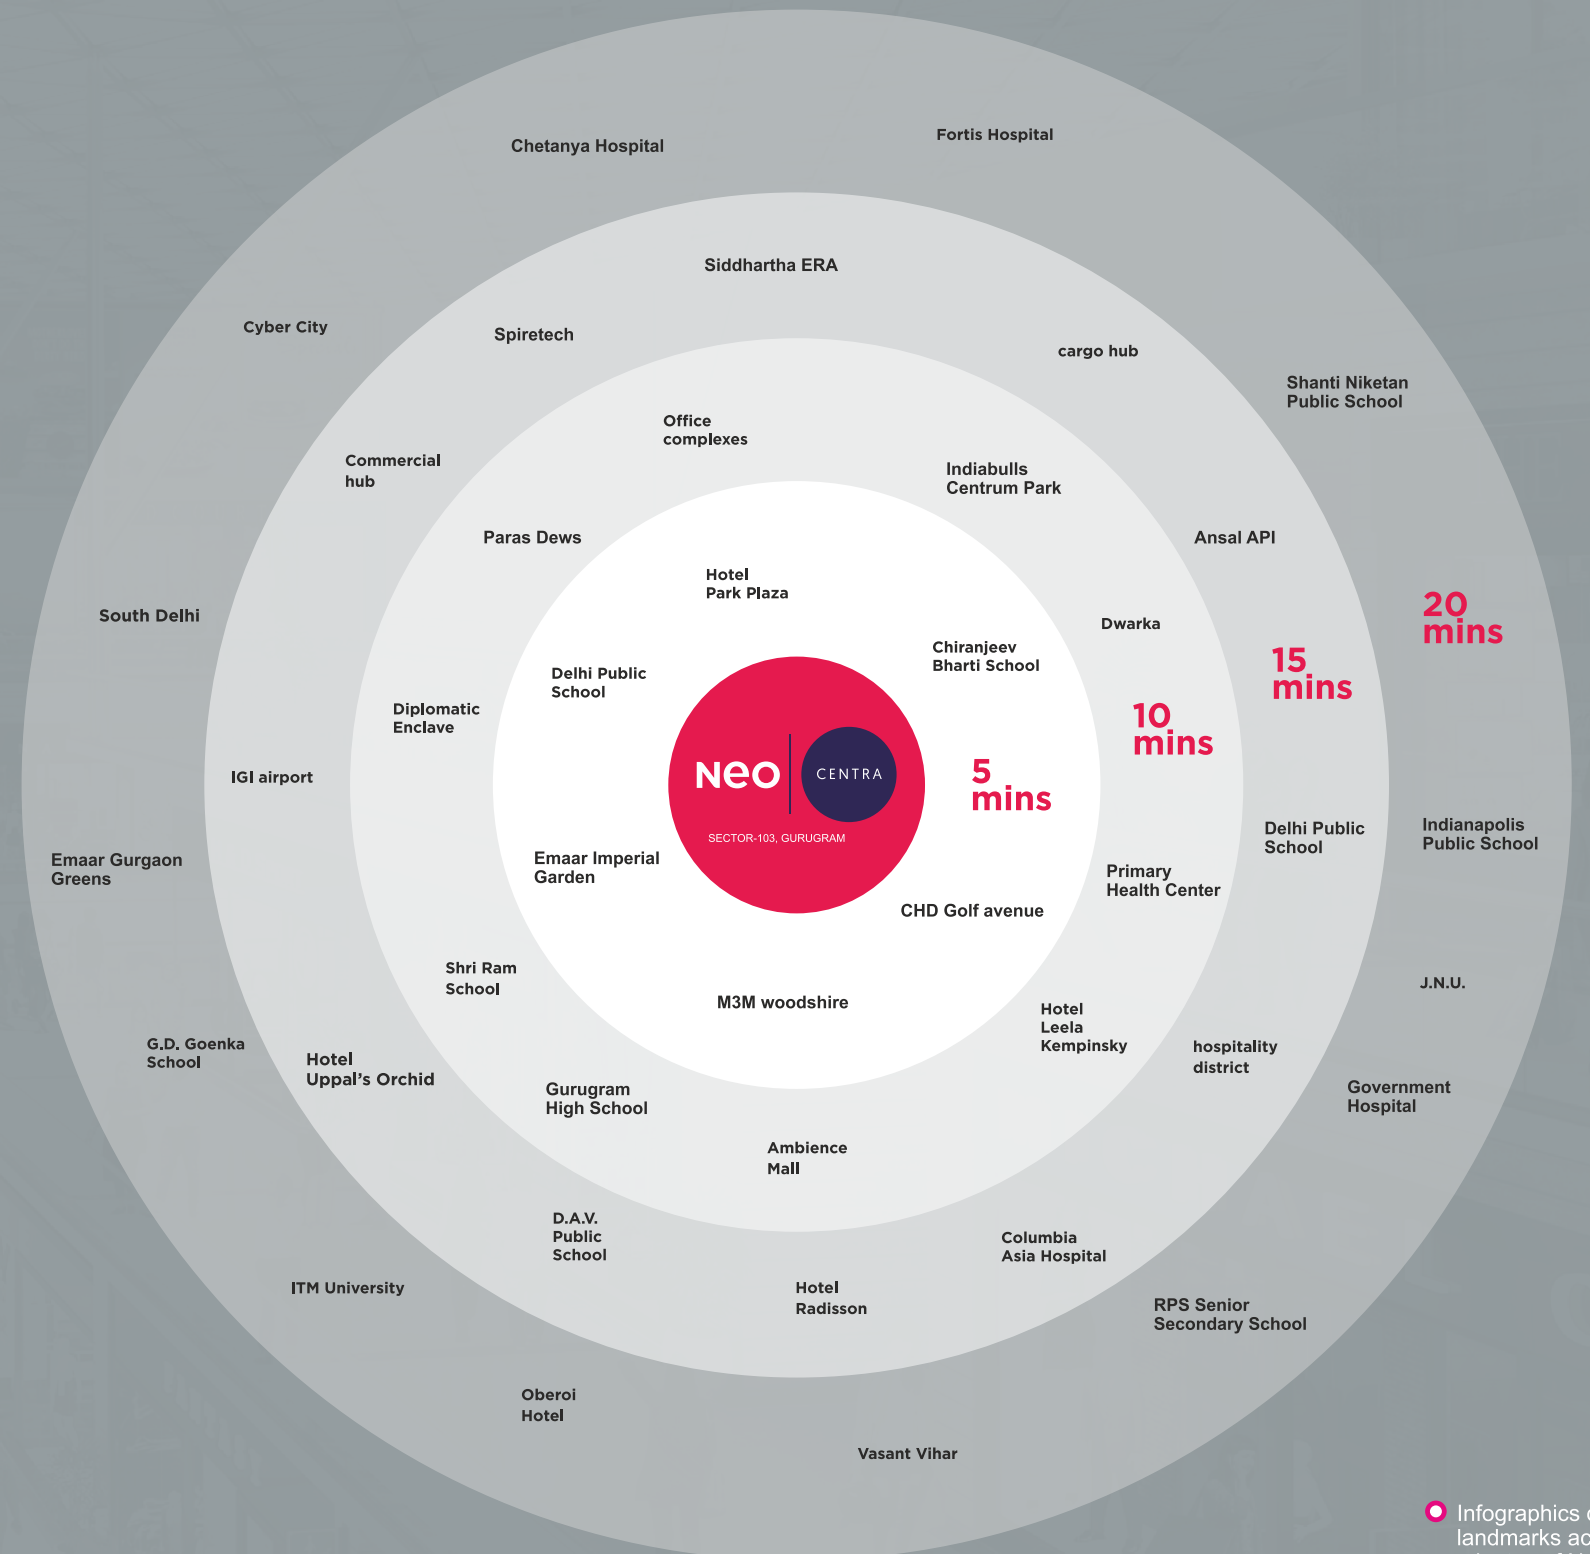 Chetanya Hospital
Fortis Hospital
Siddhartha ERA
Cyber City
Spiretech
cargo hub
Shanti Niketan
Public School
Office
complexes
Commercial
hub
Indiabulls
Centrum Park
Paras Dews
Ansal API
Hotel
Park Plaza
South Delhi
Dwarka
20
mins
Chiranjeev
Bharti School
15
mins
Delhi Public
School
Diplomatic
Enclave
10
mins
IGI airport
Neo
CENTRA
SECTOR-103, GURUGRAM
5
mins
Emaar Gurgaon
Greens
Emaar Imperial
Garden
Delhi Public
School
Indianapolis
Public School
Primary
Health Center
CHD Golf avenue
Shri Ram
School
J.N.U.
M3M woodshire
Hotel
Leela
Kempinsky
G.D. Goenka
School
Hotel
Uppal's Orchid
hospitality
district
Gurugram
High School
Government
Hospital
Ambience
Mall
D.A.V.
Public
School
Columbia
Asia Hospital
ITM University
Hotel
Radisson
RPS Senior
Secondary School
Oberoi
Hotel
Vasant Vihar
Infographics
landmarks